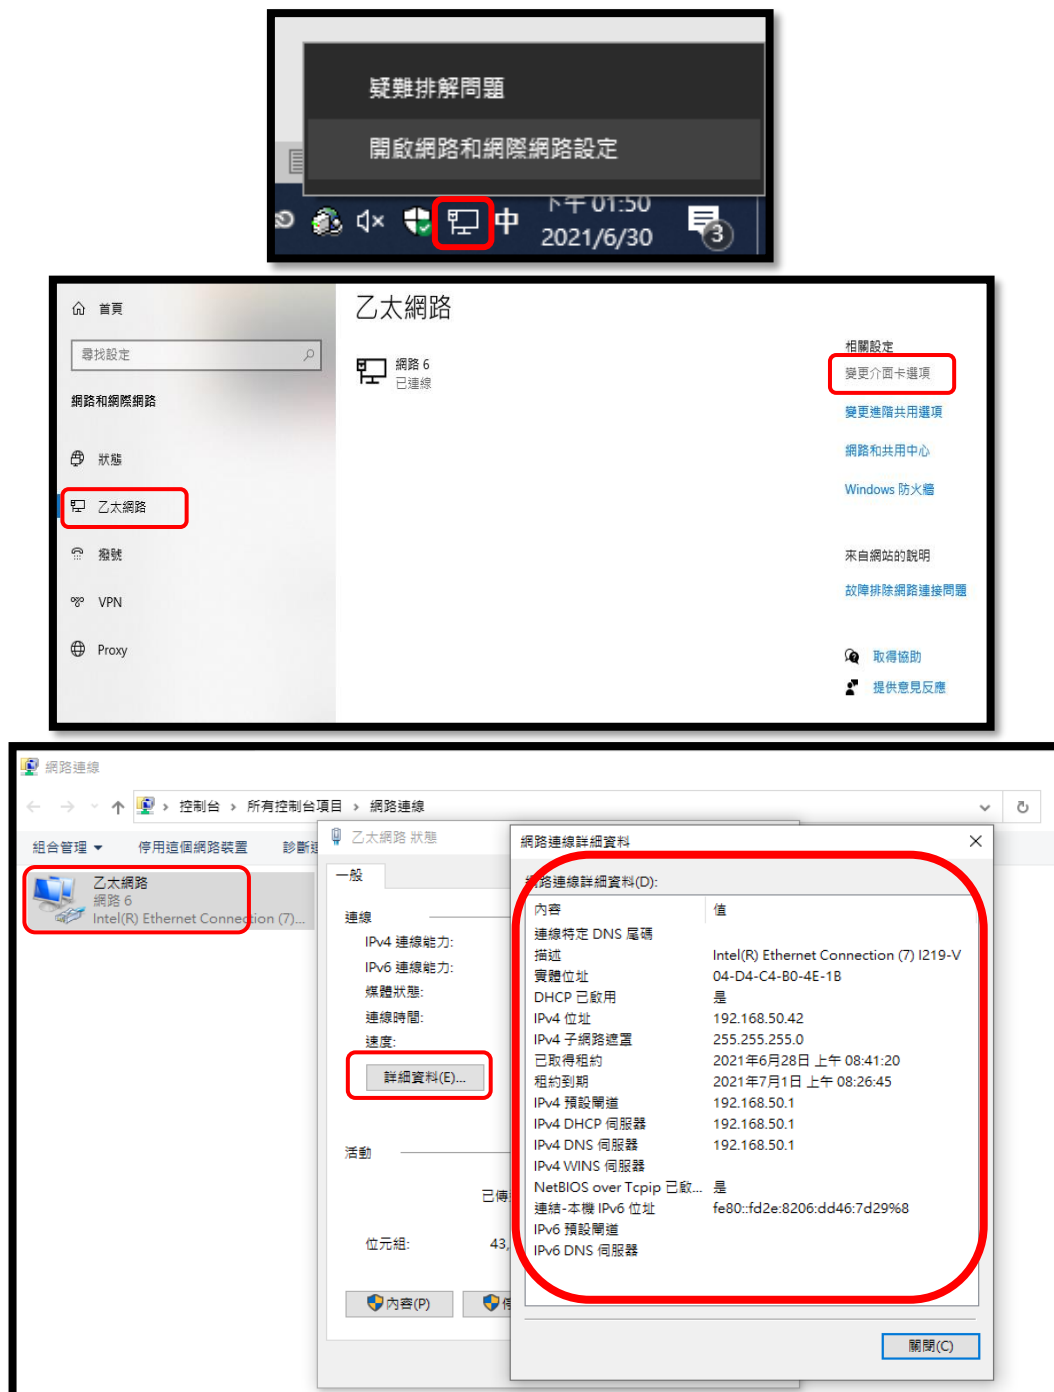 疑難排解問題
開啟網路和網際網路設定
中
下午 01:50
2021/6/30
3
首頁
尋找設定
網路和網際網路
狀態
乙太網路
撥號
VPN
Proxy
乙太網路
網路 6
已連線
相關設定
變更介面卡選項
變更進階共用選項
網路和共用中心
Windows 防火牆
來自網站的說明
故障排除網路連接問題
取得協助
提供意見反應
網路連線
控制台 › 所有控制台項目 › 網路連線
組合管理 停用這個網路裝置 診斷
乙太網路
網路 6
Intel(R) Ethernet Connection (7)...
乙太網路 狀態
一般
連線
IPv4 連線能力:
IPv6 連線能力:
媒體狀態:
連線時間:
速度:
詳細資料(E)...
活動
已傳
位元組: 43,
內容(P)
網路連線詳細資料
網路連線詳細資料(D):
內容 值
連線特定 DNS 尾碼
描述 Intel(R) Ethernet Connection (7) I219-V
實體位址 04-D4-C4-B0-4E-1B
DHCP 已啟用 是
IPv4 位址 192.168.50.42
IPv4 子網路遮罩 255.255.255.0
已取得租約 2021年6月28日 上午 08:41:20
租約到期 2021年7月1日 上午 08:26:45
IPv4 預設閘道 192.168.50.1
IPv4 DHCP 伺服器 192.168.50.1
IPv4 DNS 伺服器 192.168.50.1
IPv4 WINS 伺服器
NetBIOS over Tcpip 已啟... 是
連結-本機 IPv6 位址 fe80::fd2e:8206:dd46:7d29%8
IPv6 預設閘道
IPv6 DNS 伺服器
關閉(C)